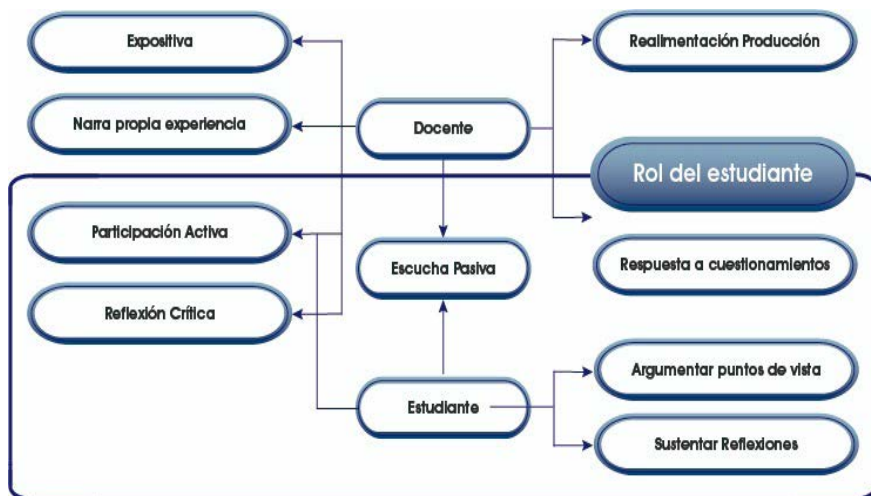 Expositiva
Realimentación Producción
Narra propia experiencia
Docente
Rol del estudiante
Participación Activa
Escucha Pasiva
Respuesta a cuestionamientos
Reflexión Crítica
Argumentar puntos de vista
Estudiante
Sustentar Reflexiones